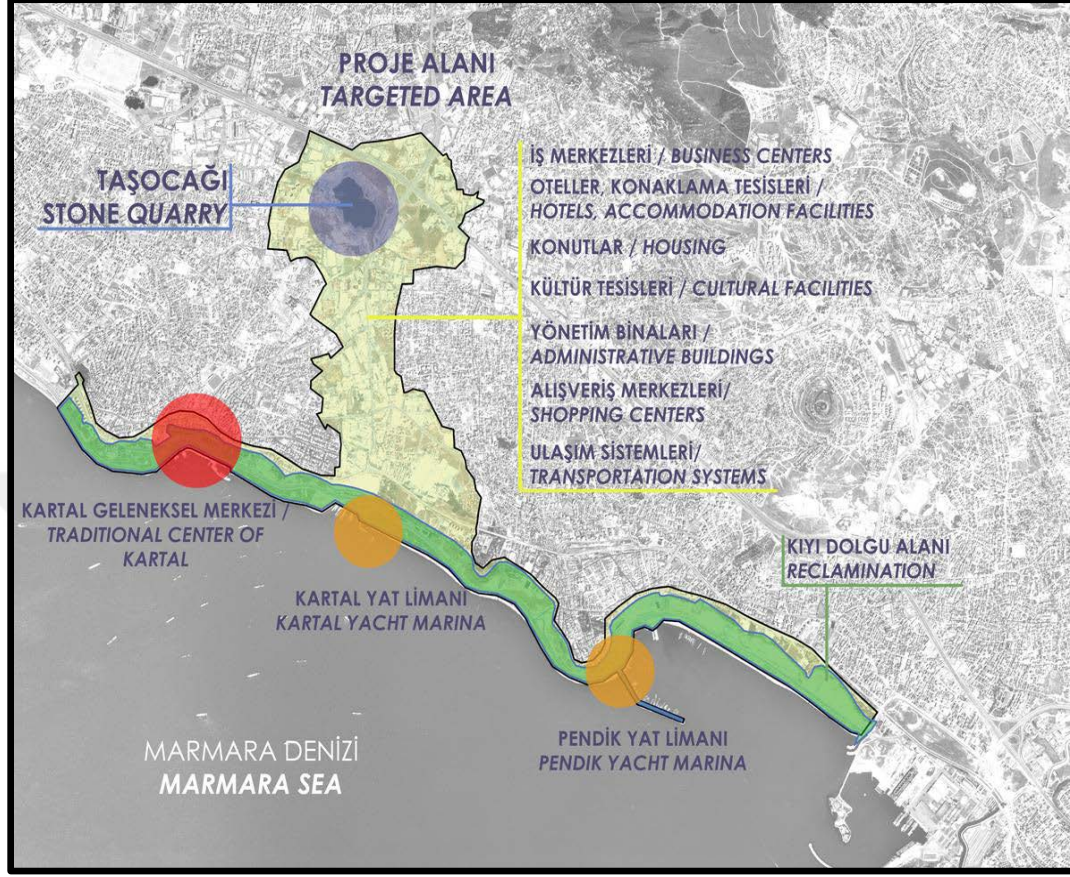 PROJE ALANI
TARGETED AREA
TAŞOCAĞI
STONE QUARRY
İŞ MERKEZLERİ / BUSINESS CENTERS
OTELLER, KONAKLAMA TESİSLERİ /
HOTELS, ACCOMMODATION FACILITIES
KONUTLAR / HOUSING
KÜLTÜR TESİSLERİ / CULTURAL FACILITIES
YÖNETİM BİNALARI /
ADMINISTRATIVE BUILDINGS
ALIŞVERİŞ MERKEZLERİ/
SHOPPING CENTERS
ULAŞIM SİSTEMLERİ/
TRANSPORTATION SYSTEMS
KARTAL GELENEKSEL MERKEZİ /
TRADITIONAL CENTER OF
KARTAL
KARTAL YAT LİMANI
KARTAL YACHT MARINA
KIYI DOLGU ALANI
RECLAMINATION
PENDİK YAT LİMANI
PENDIK YACHT MARINA
MARMARA DENİZİ
MARMARA SEA